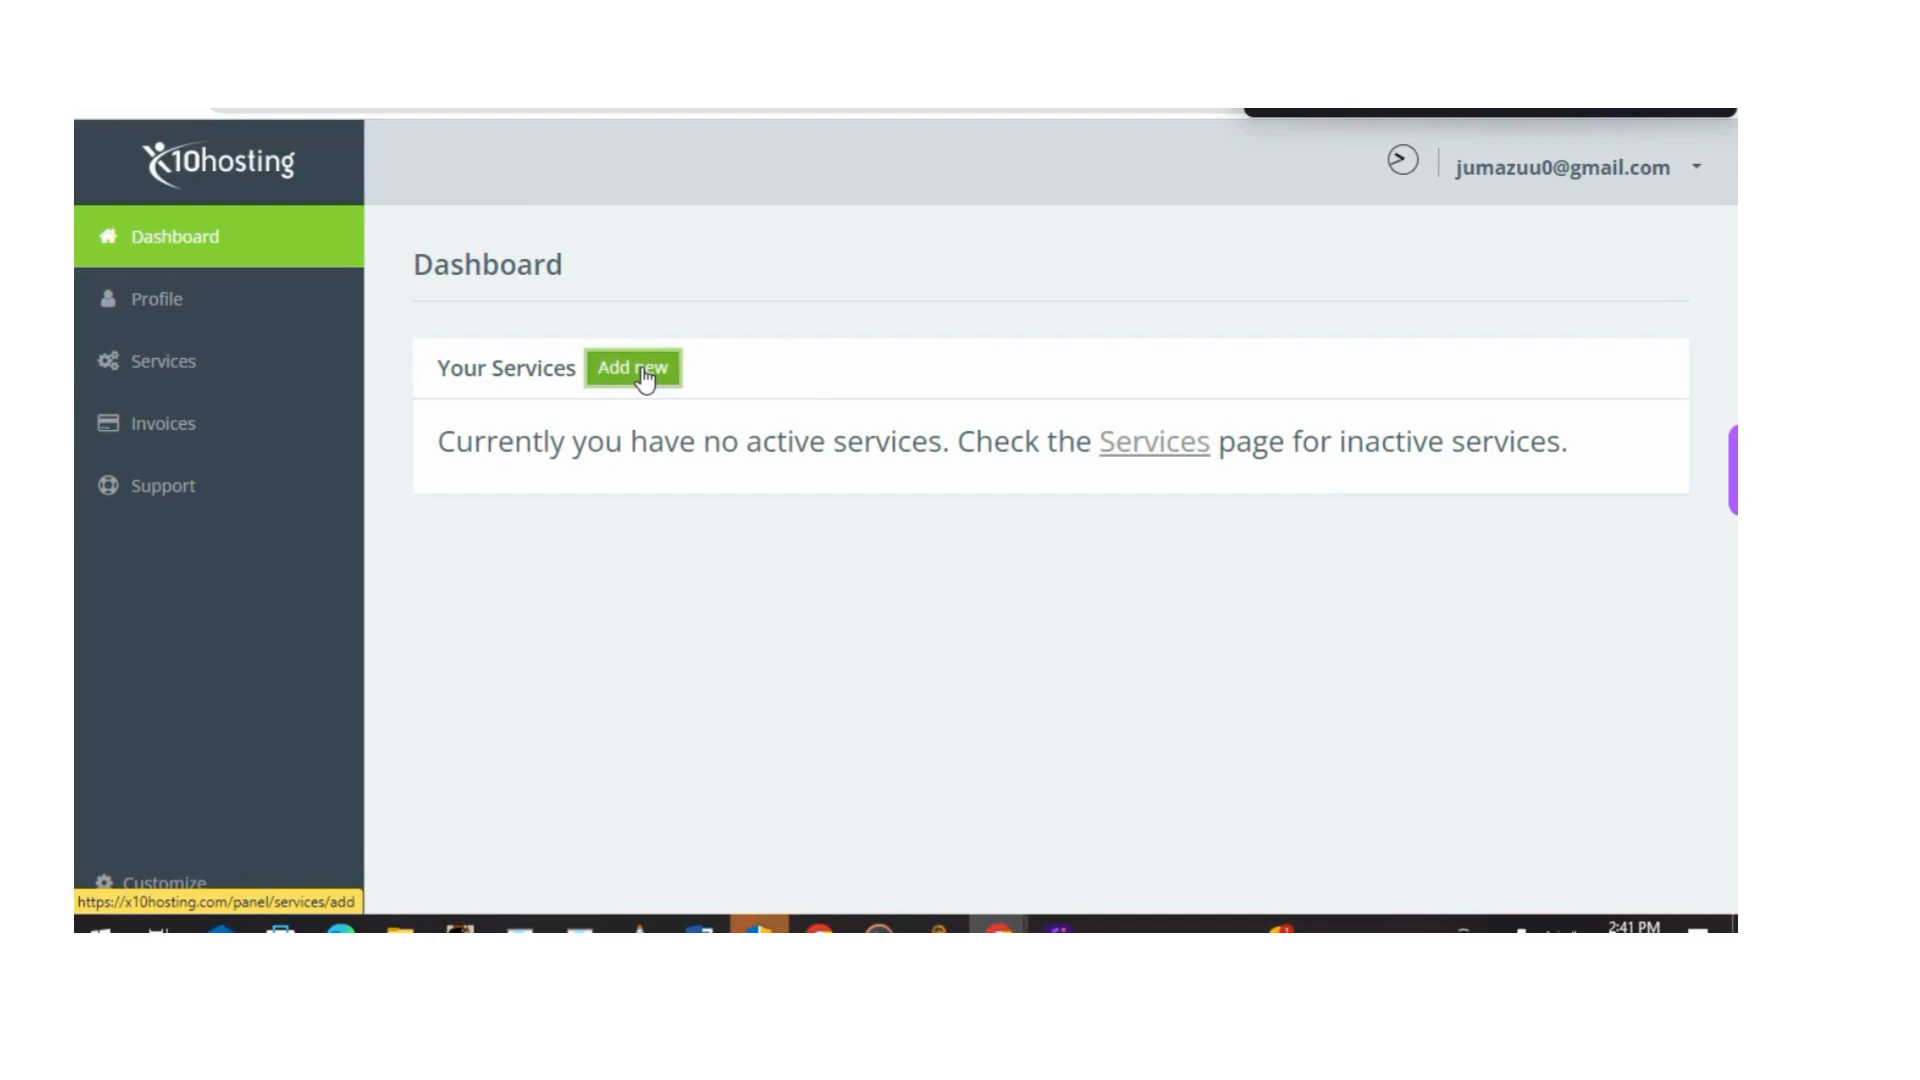 x10hosting
jumazuu0@gmail.com
Dashboard
Profile
Services
Invoices
Support
Customize
Dashboard
Your Services Add new
Currently you have no active services. Check the Services page for inactive services.
https://x10hosting.com/panel/services/add
2:41 PM